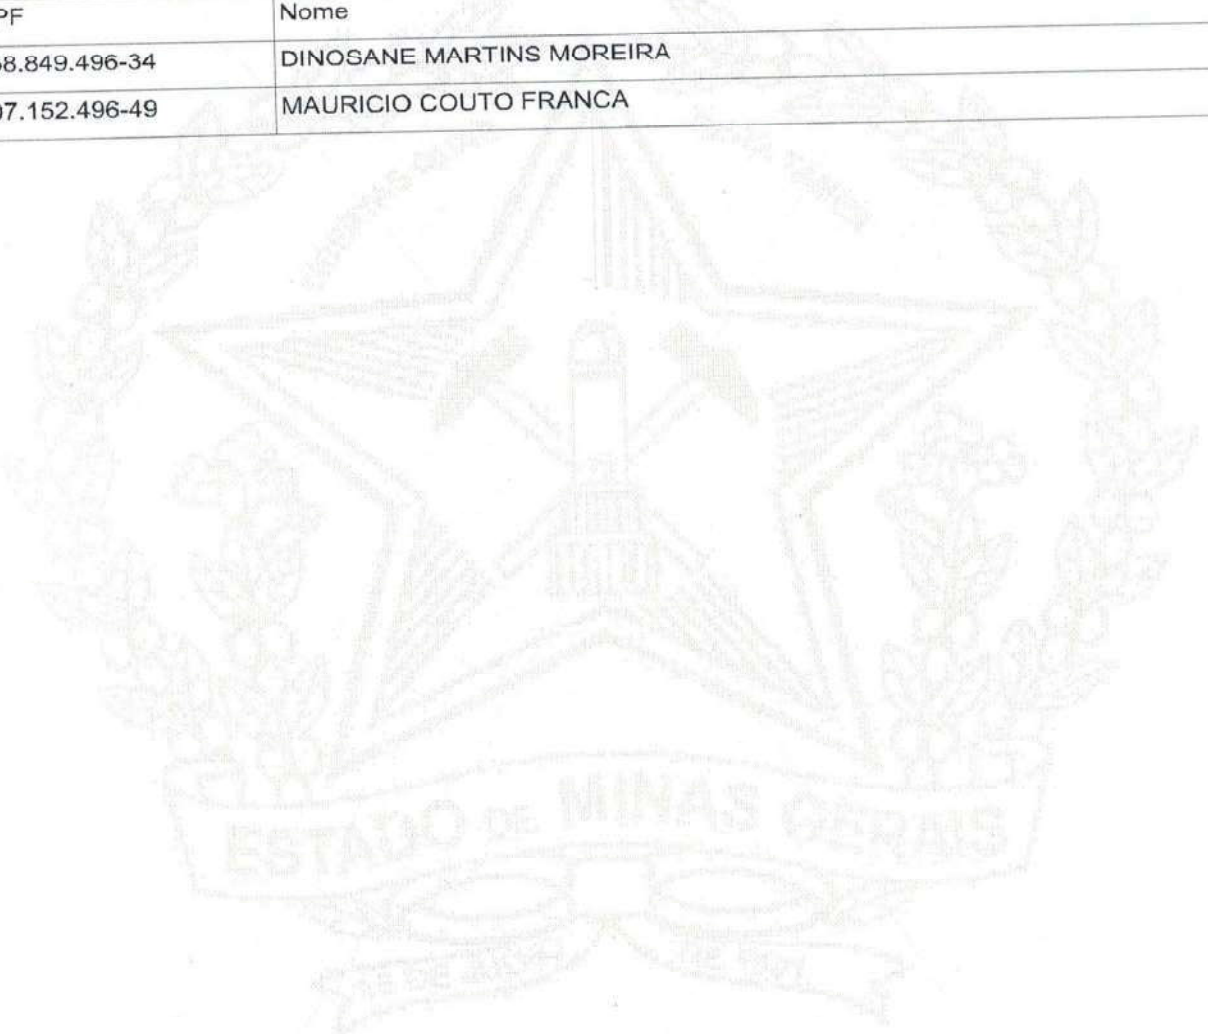 PF Nome
8.849.496-34 DINOSANE MARTINS MOREIRA
07.152.496-49 MAURICIO COUTO FRANCA
ESTADO DE MINAS GERAIS